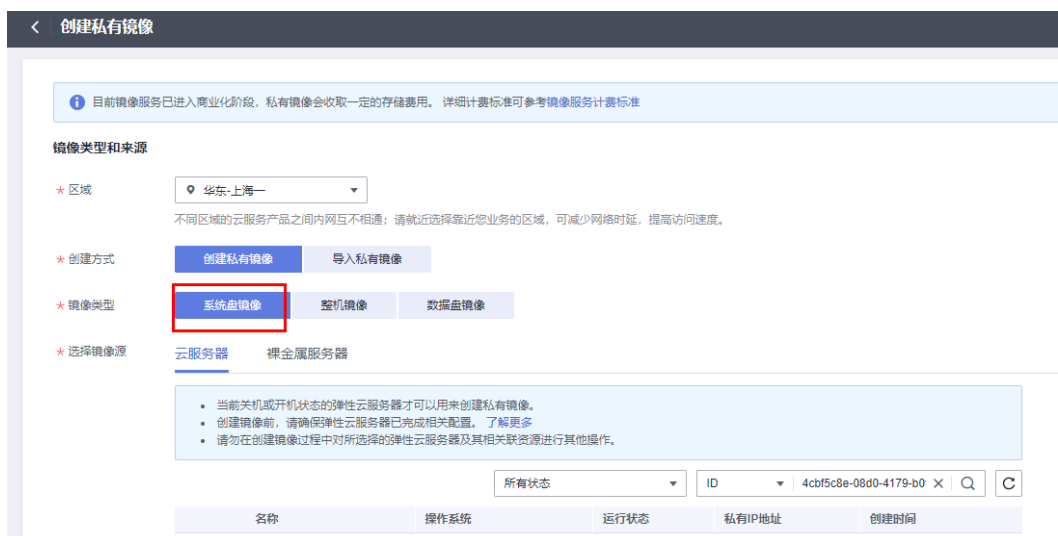 创建私有镜像
目前镜像服务已进入商业化阶段，私有镜像会收取一定的存储费用。 详细计费标准可参考镜像服务计费标准
镜像类型和来源
* 区域 华东-上海一
不同区域的云服务产品之间内网互不相通；请就近选择靠近您业务的区域，可减少网络时延，提高访问速度。
* 创建方式 创建私有镜像 导入私有镜像
* 镜像类型 系统盘镜像 整机镜像 数据盘镜像
* 选择镜像源 云服务器 裸金属服务器
• 当前关机或开机状态的弹性云服务器才可以用来创建私有镜像。
• 创建镜像前，请确保弹性云服务器已完成相关配置。 了解更多
• 请勿在创建镜像过程中对所选择的弹性云服务器及其相关联资源进行其他操作。
所有状态 ID 4cbf5c8e-08d0-4179-b0
名称 操作系统 运行状态 私有IP地址 创建时间